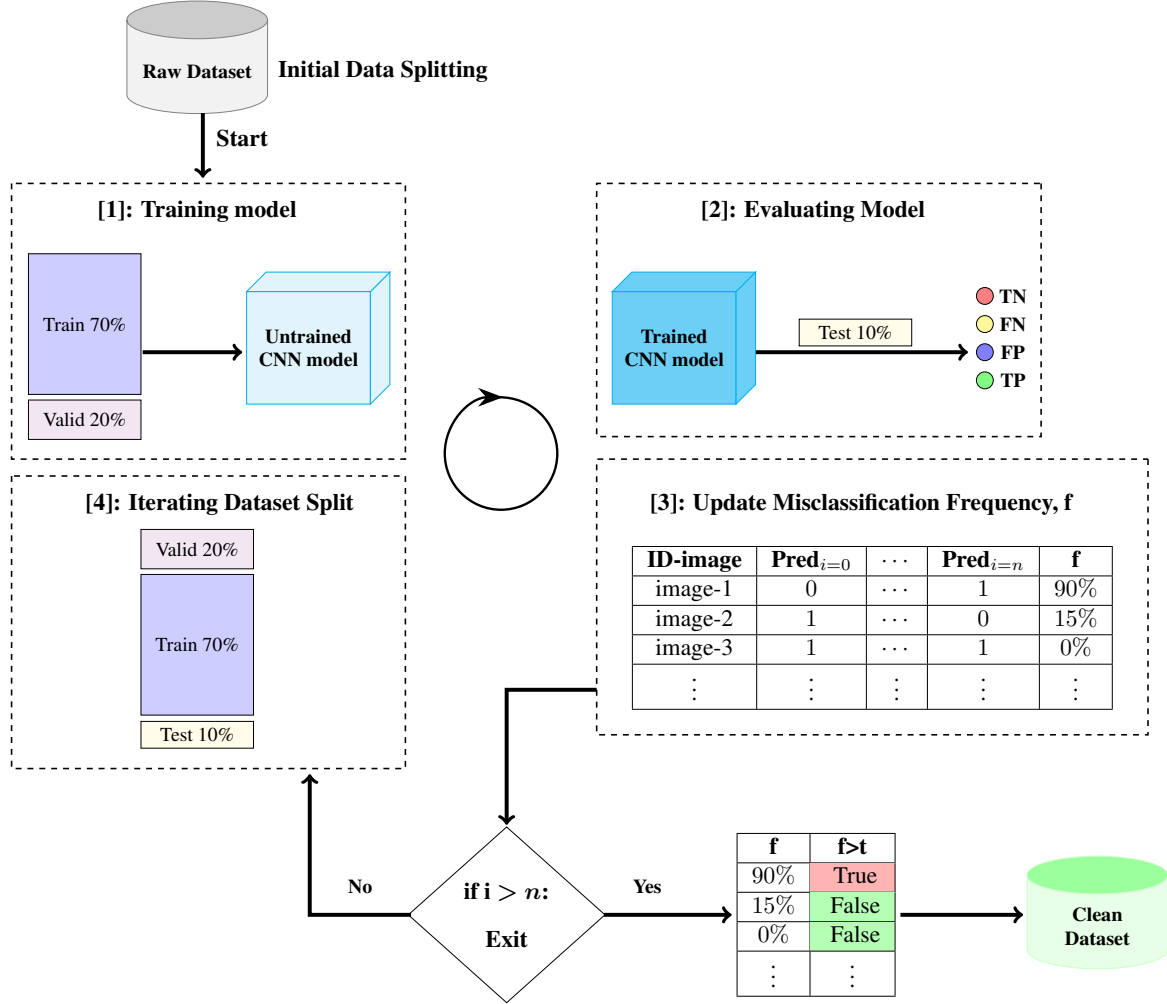 Raw Dataset
Initial Data Splitting
Start
[1]: Training model
Train 70%
Valid 20%
Untrained
CNN model
[2]: Evaluating Model
Trained
CNN model
Test 10%
TN
FN
FP
TP
[4]: Iterating Dataset Split
Valid 20%
Train 70%
Test 10%
[3]: Update Misclassification Frequency, f
ID-image Pred_{i=0} ⋯ Pred_{i=n} f
image-1 0 ⋯ 1 90%
image-2 1 ⋯ 0 15%
image-3 1 ⋯ 1 0%
⋮ ⋮ ⋮ ⋮ ⋮
No
if i > n:
Exit
Yes
f f>t
90% True
15% False
0% False
⋮ ⋮
Clean
Dataset